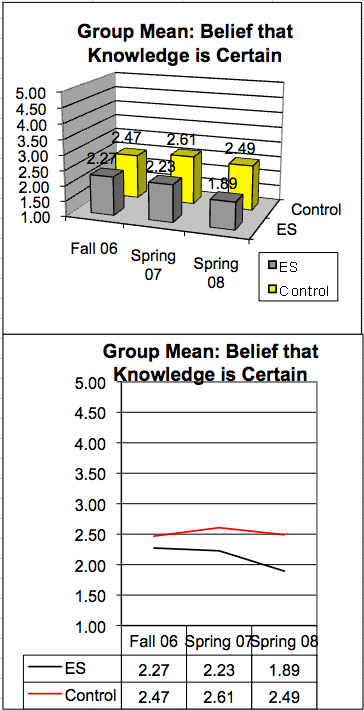 Group Mean: Belief that
Knowledge is Certain
5.00
4.50
4.00
3.50
3.00
2.50
2.00
1.50
1.00
2.47
2.61
2.49
2.27
2.23
1.89
Fall 06
Spring
07
Spring
08
Control
ES
ES
Control
Group Mean: Belief that
Knowledge is Certain
5.00
4.50
4.00
3.50
3.00
2.50
2.00
1.50
1.00
Fall 06 Spring 07 Spring 08
ES 2.27 2.23 1.89
Control 2.47 2.61 2.49